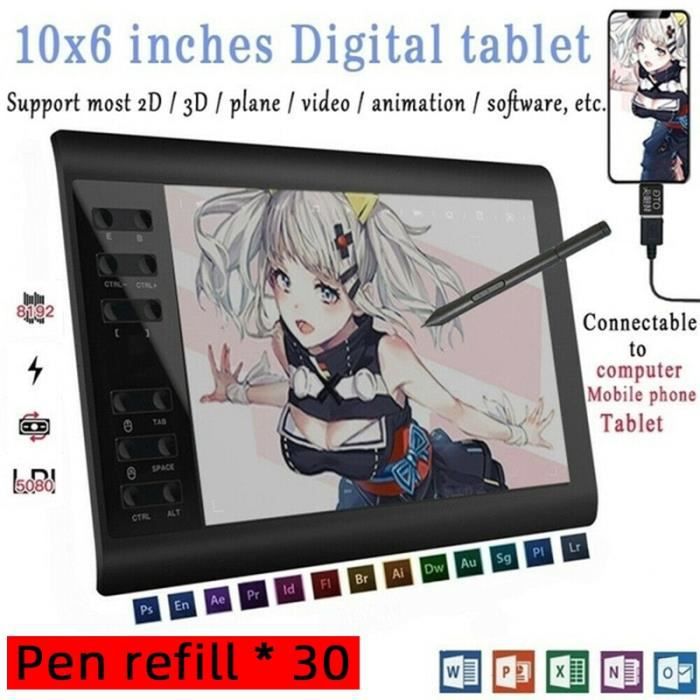 10x6 inches Digital tablet
Support most 2D / 3D / plane / video / animation / software, etc.
OTG
E B
CTRL- CTRL+
[ ]
TAB
SPACE
CTRL ALT
8192
LPI
5080
Connectable
to
computer
Mobile phone
Tablet
Ps En Ae Pr Id Fl Br Ai Dw Au Sg Pl Lr
Pen refill * 30
W P X N O